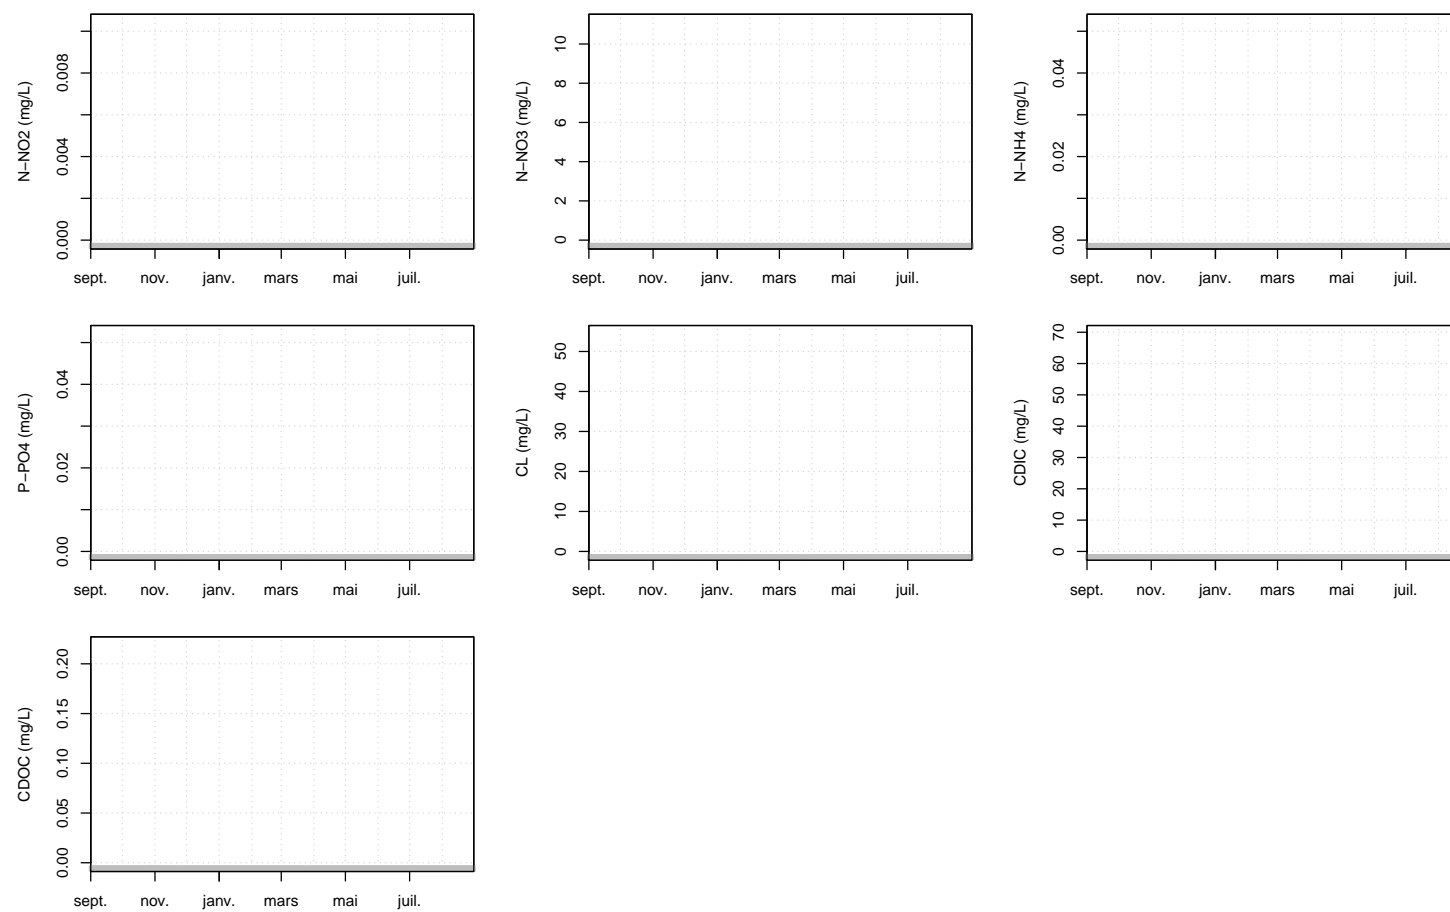 N−NO2 (mg/L)
0.000
0.004
0.008
sept. nov. janv. mars mai juil.
N−NO3 (mg/L)
0
2
4
6
8
10
sept. nov. janv. mars mai juil.
N−NH4 (mg/L)
0.00
0.02
0.04
sept. nov. janv. mars mai juil.
P−PO4 (mg/L)
0.00
0.02
0.04
sept. nov. janv. mars mai juil.
CL (mg/L)
0
10
20
30
40
50
sept. nov. janv. mars mai juil.
CDIC (mg/L)
0
10
20
30
40
50
60
70
sept. nov. janv. mars mai juil.
CDOC (mg/L)
0.00
0.05
0.10
0.15
0.20
sept. nov. janv. mars mai juil.